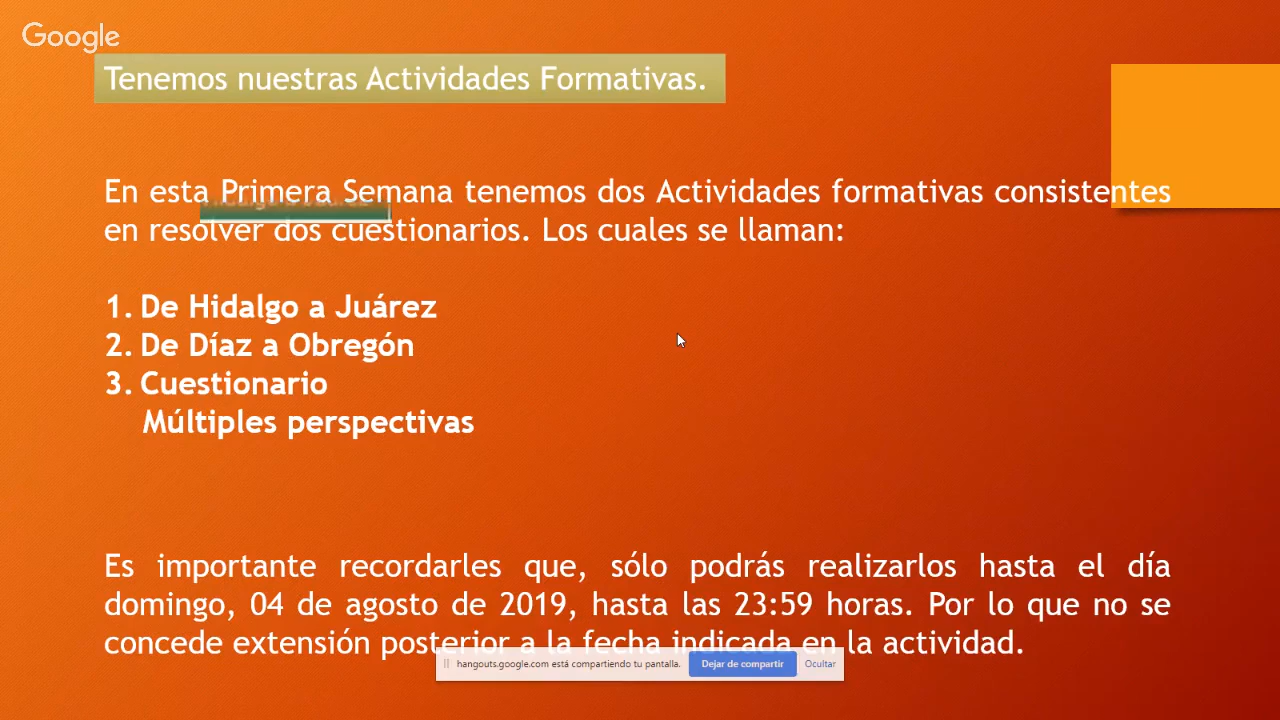 Google
Tenemos nuestras Actividades Formativas.
En esta Primera Semana tenemos dos Actividades formativas consistentes
en resolver dos cuestionarios. Los cuales se llaman:
1. De Hidalgo a Juárez
2. De Díaz a Obregón
3. Cuestionario
Múltiples perspectivas
Es importante recordarles que, sólo podrás realizarlos hasta el día
domingo, 04 de agosto de 2019, hasta las 23:59 horas. Por lo que no se
concede extensión posterior a la fecha indicada en la actividad.
hangouts.google.com está compartiendo tu pantalla. Dejar de compartir Ocultar